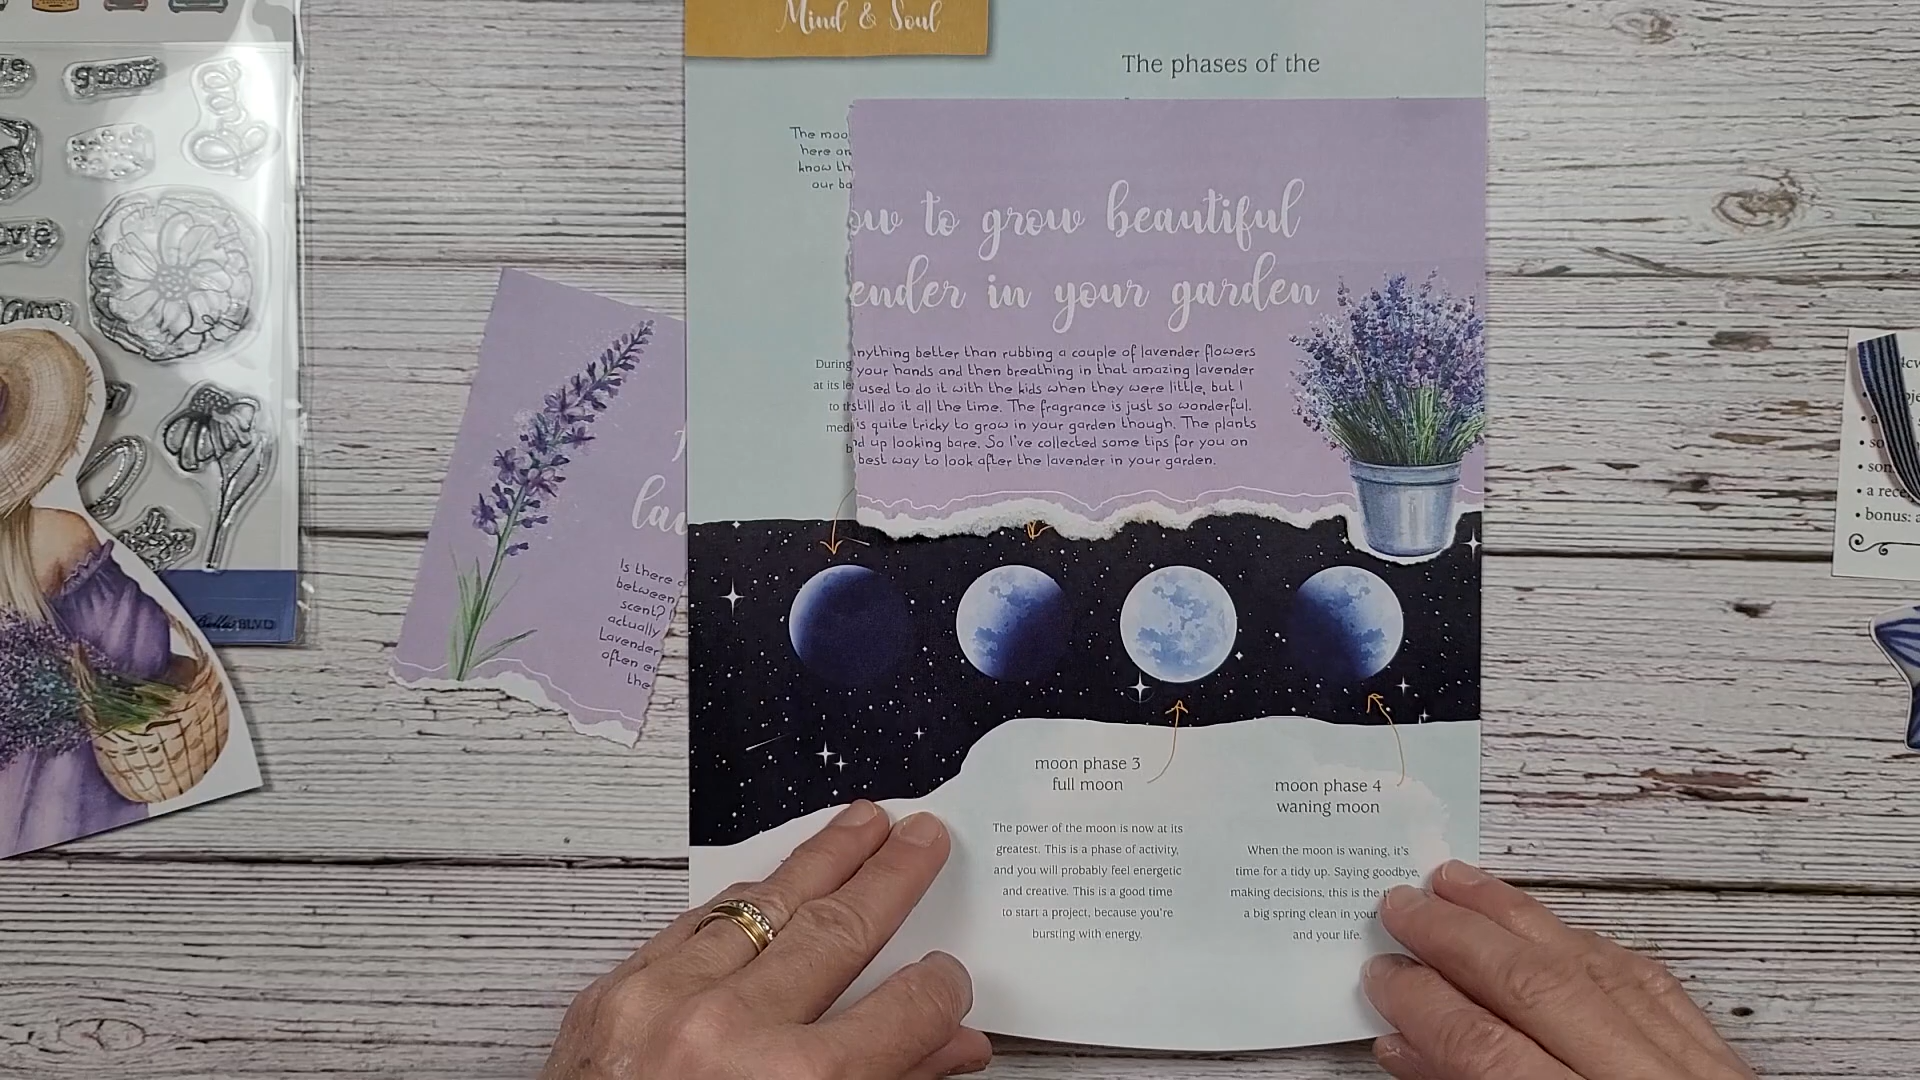 grow
Mind & Soul
The phases of the
The moo
here on
know th
our ba
to grow beautiful
ender in your garden
nything better than rubbing a couple of lavender flowers
your hands and then breathing in that amazing lavender
used to do it with the kids when they were little, but I
still do it all the time. The fragrance is just so wonderful.
is quite tricky to grow in your garden though. The plants
d up looking bare. So I've collected some tips for you on
best way to look after the lavender in your garden.
During
at its le
to th
medi
b
lav
Is there a
between
scent?
actually
Lavender
often
the
moon phase 3
full moon
The power of the moon is now at its
greatest. This is a phase of activity,
and you will probably feel energetic
and creative. This is a good time
to start a project, because you're
bursting with energy.
moon phase 4
waning moon
When the moon is waning, it's
time for a tidy up. Saying goodbye,
making decisions, this is the
a big spring clean in your
and your life.
BLVD
• a
• so
• son
• a rece
• bonus: a